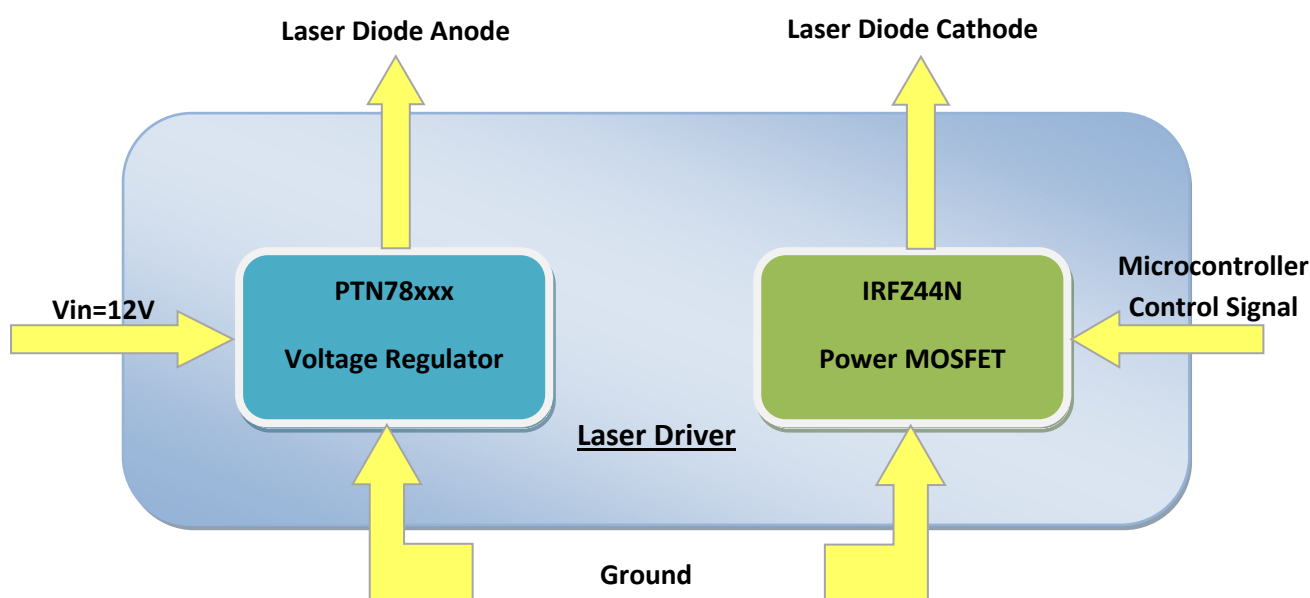 Laser Diode Anode
Laser Diode Cathode
Vin=12V
PTN78xxx
Voltage Regulator
IRFZ44N
Power MOSFET
Microcontroller
Control Signal
Laser Driver
Ground